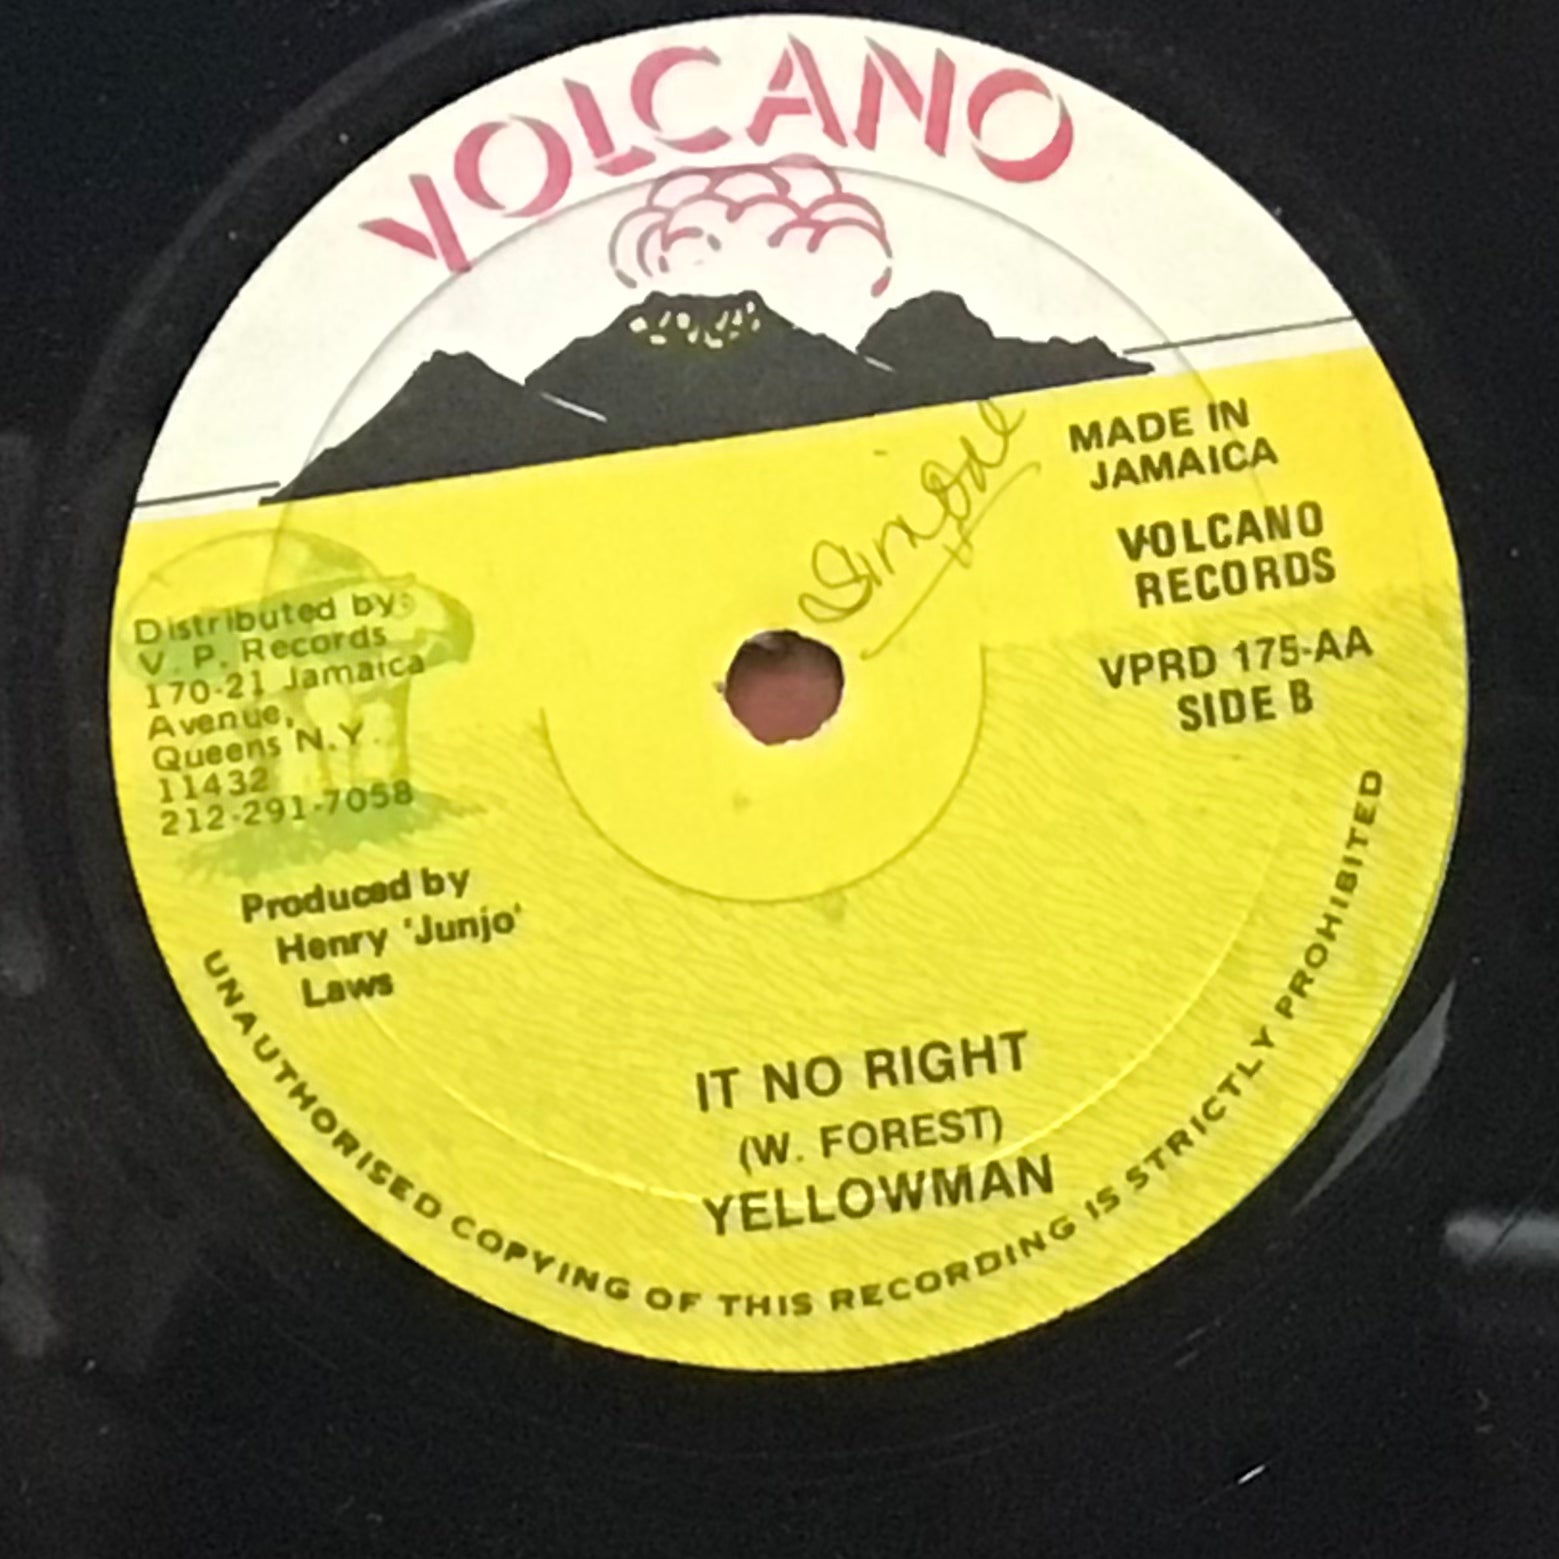 VOLCANO
MADE IN
JAMAICA
VOLCANO
RECORDS
VPRD 175-AA
SIDE B
Distributed by:
V. P. Records
170-21 Jamaica
Avenue,
Queens N.Y.
11432
212-291-7058
Produced by
Henry 'Junjo'
Laws
IT NO RIGHT
(W. FOREST)
YELLOWMAN
UNAUTHORISED COPYING OF THIS RECORDING IS STRICTLY PROHIBITED